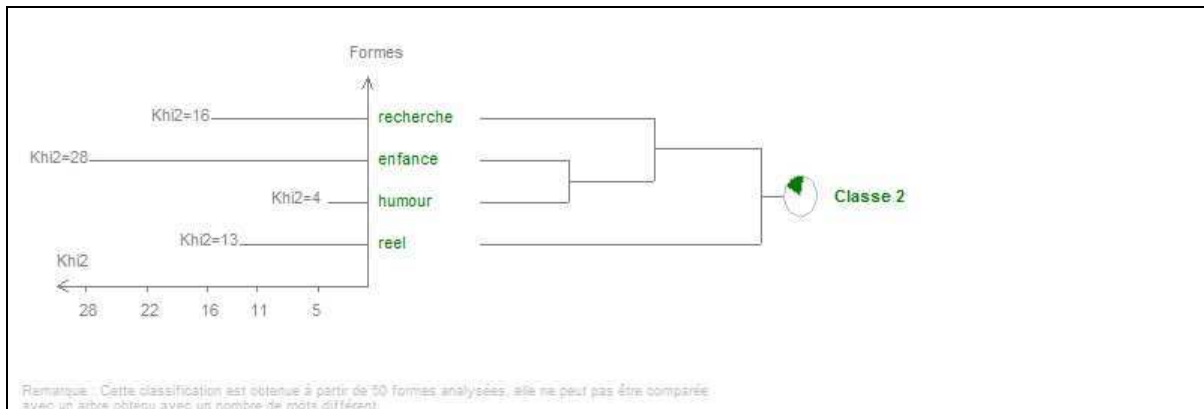 Formes
Khi2=16 recherche
Khi2=28 enfance
Khi2=4 humour
Classe 2
Khi2=13 reel
Khi2
28 22 16 11 5
Remarque : Cette classification est obtenue à partir de 50 formes analysées, elle ne peut pas être comparée
avec un arbre obtenu avec un nombre de mots différent.